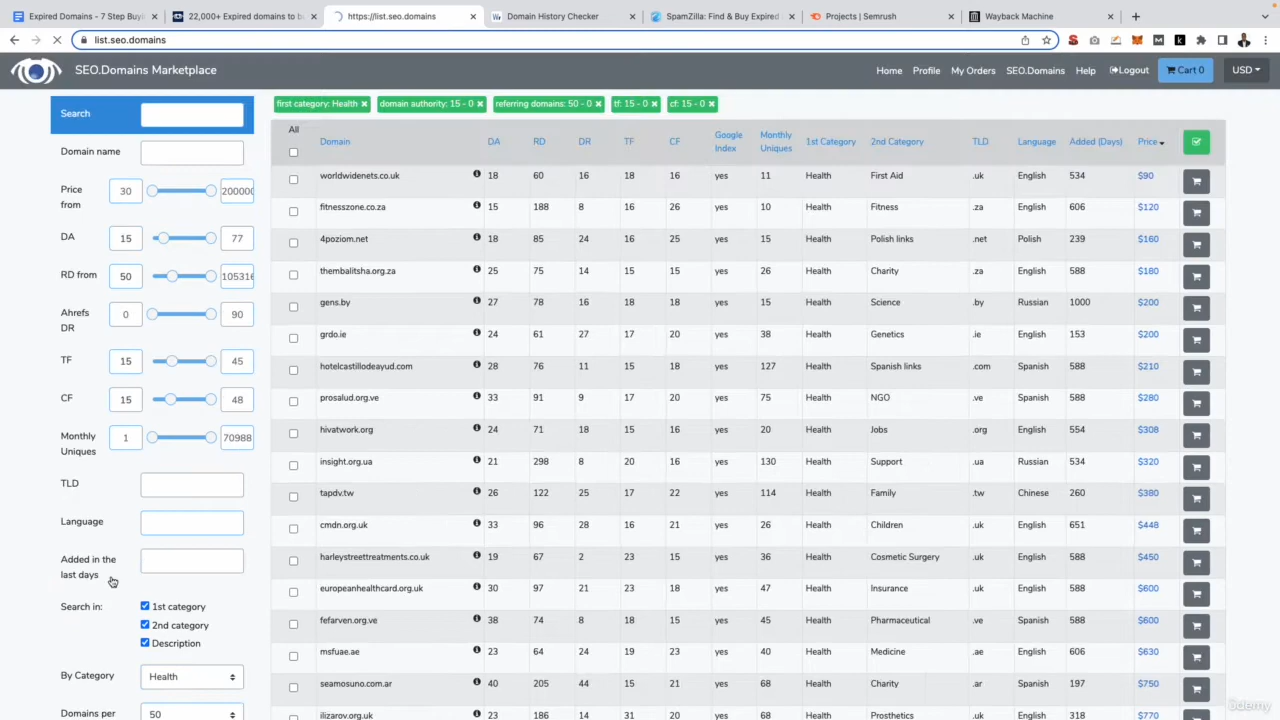 Expired Domains - 7 Step Buyin
22,000+ Expired domains to bu
https://list.seo.domains
Domain History Checker
SpamZilla: Find & Buy Expired
Projects | Semrush
Wayback Machine
list.seo.domains
SEO.Domains Marketplace
Home Profile My Orders SEO.Domains Help Logout Cart 0 USD
first category: Health domain authority: 15 - 0 referring domains: 50 - 0 tf: 15 - 0 cf: 15 - 0
Search
Domain name
Price from 30 200000
DA 15 77
RD from 50 105316
Ahrefs DR 0 90
TF 15 45
CF 15 48
Monthly Uniques 1 70988
TLD
Language
Added in the last days
Search in: 1st category
2nd category
Description
By Category Health
Domains per 50
All Domain DA RD DR TF CF Google Index Monthly Uniques 1st Category 2nd Category TLD Language Added (Days) Price
worldwidenets.co.uk 18 60 16 18 16 yes 11 Health First Aid .uk English 534 $90
fitnesszone.co.za 15 188 8 16 26 yes 10 Health Fitness .za English 606 $120
4poziom.net 18 85 24 16 25 yes 15 Health Polish links .net Polish 239 $160
thembalitsha.org.za 25 75 14 15 15 yes 26 Health Charity .za English 588 $180
gens.by 27 78 16 18 18 yes 15 Health Science .by Russian 1000 $200
grdo.ie 24 61 27 17 20 yes 38 Health Genetics .ie English 153 $200
hotelcastillodeayud.com 28 76 11 15 18 yes 127 Health Spanish links .com Spanish 588 $210
prosalud.org.ve 33 91 9 17 20 yes 75 Health NGO .ve Spanish 588 $280
hivatwork.org 24 71 18 15 16 yes 20 Health Jobs .org English 554 $308
insight.org.ua 21 298 8 20 16 yes 130 Health Support .ua Russian 534 $320
tapdv.tw 26 122 25 17 22 yes 114 Health Family .tw Chinese 260 $380
cmdn.org.uk 33 96 28 16 21 yes 26 Health Children .uk English 651 $448
harleystreettreatments.co.uk 19 67 2 23 15 yes 36 Health Cosmetic Surgery .uk English 588 $450
europeanhealthcard.org.uk 30 97 21 23 18 yes 47 Health Insurance .uk English 588 $600
fefarven.org.ve 38 74 8 18 15 yes 45 Health Pharmaceutical .ve Spanish 588 $600
msfuae.ae 23 64 24 19 23 yes 40 Health Medicine .ae English 606 $630
seamosuno.com.ar 40 205 44 15 21 yes 68 Health Charity .ar Spanish 197 $750
ilizarov.org.uk 23 186 14 31 20 yes 68 Health Prosthetics .uk English 318 $770
ûdemy